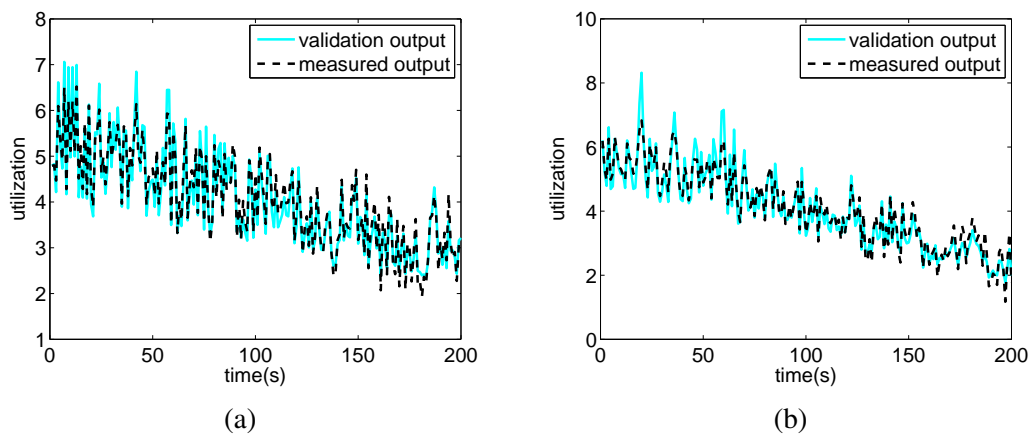 8
7
6
5
4
3
2
1
0 50 100 150 200
utilization
time(s)
validation output
measured output
(a)
10
8
6
4
2
0
0 50 100 150 200
utilization
time(s)
validation output
measured output
(b)